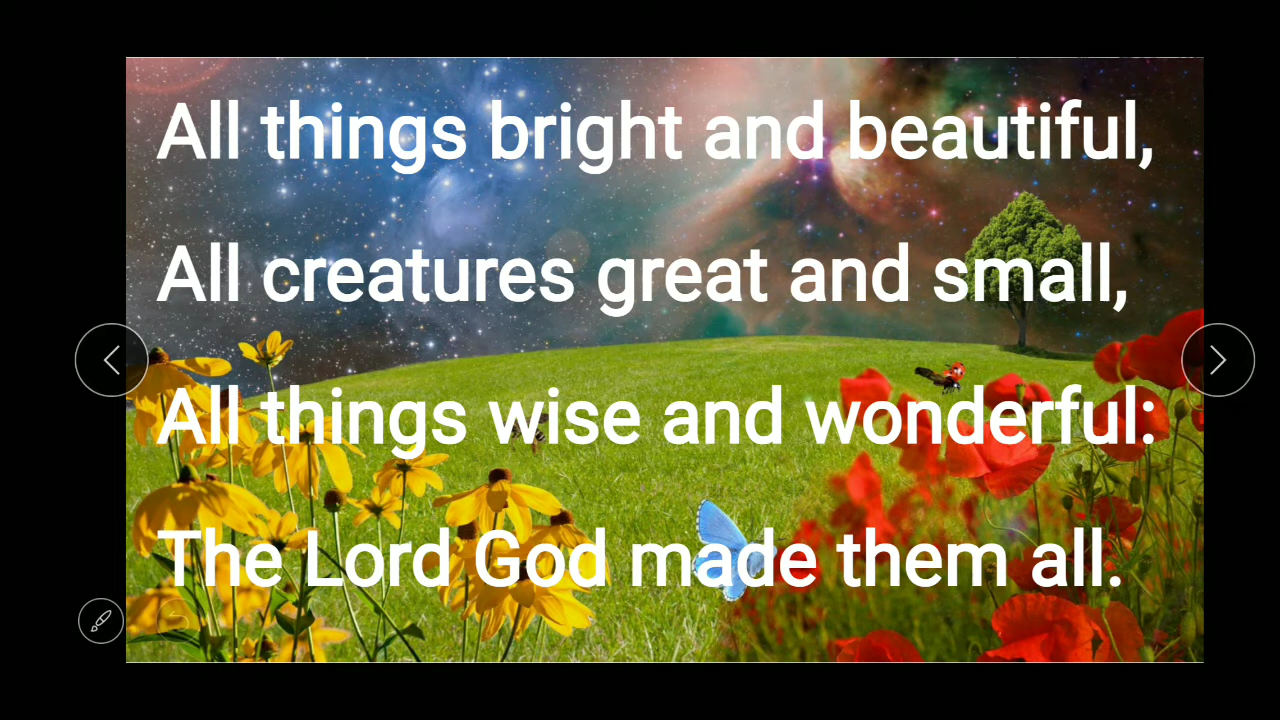 All things bright and beautiful,
All creatures great and small,
All things wise and wonderful:
The Lord God made them all.